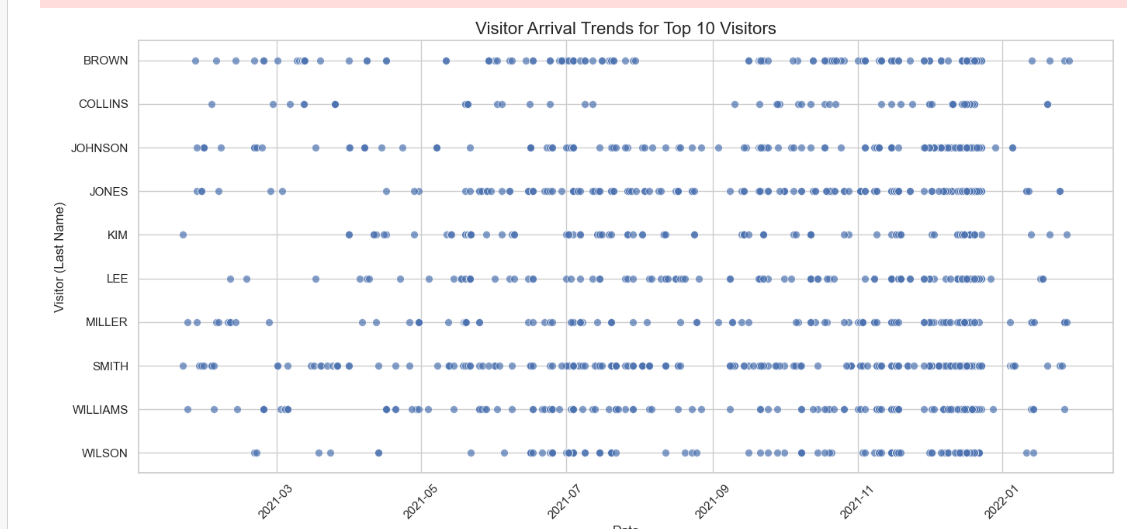 Visitor Arrival Trends for Top 10 Visitors
Visitor (Last Name)
BROWN
COLLINS
JOHNSON
JONES
KIM
LEE
MILLER
SMITH
WILLIAMS
WILSON
2021-03
2021-05
2021-07
2021-09
2021-11
2022-01